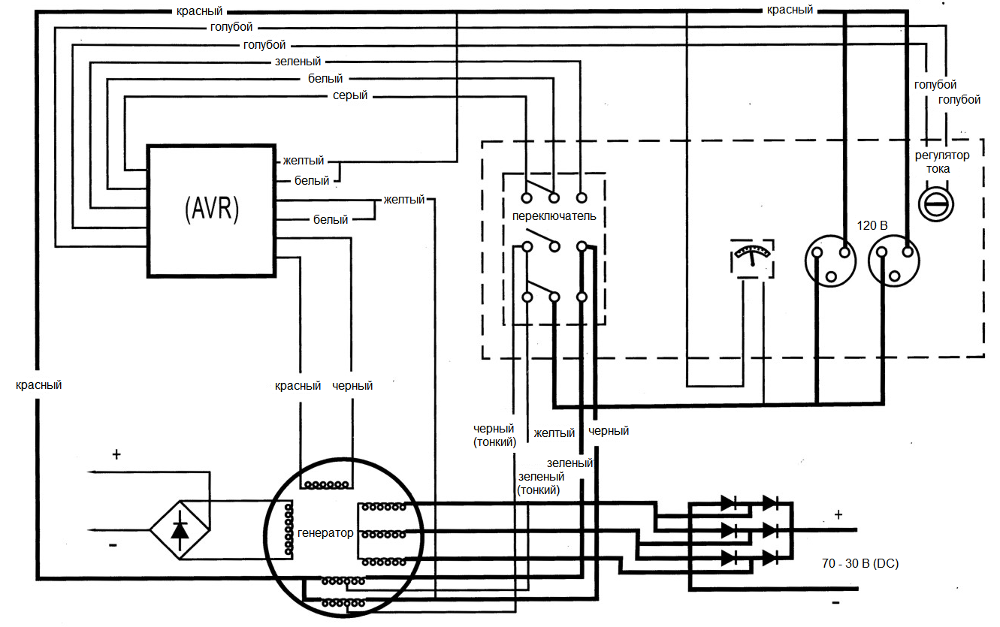 красный
красный
голубой
голубой
зеленый
белый
серый
голубой
голубой
желтый
белый
желтый
белый
(AVR)
регулятор
тока
переключатель
120 В
красный
красный
черный
черный
(тонкий)
желтый
черный
зеленый
зеленый
(тонкий)
+
-
генератор
+
70 - 30 В (DC)
-